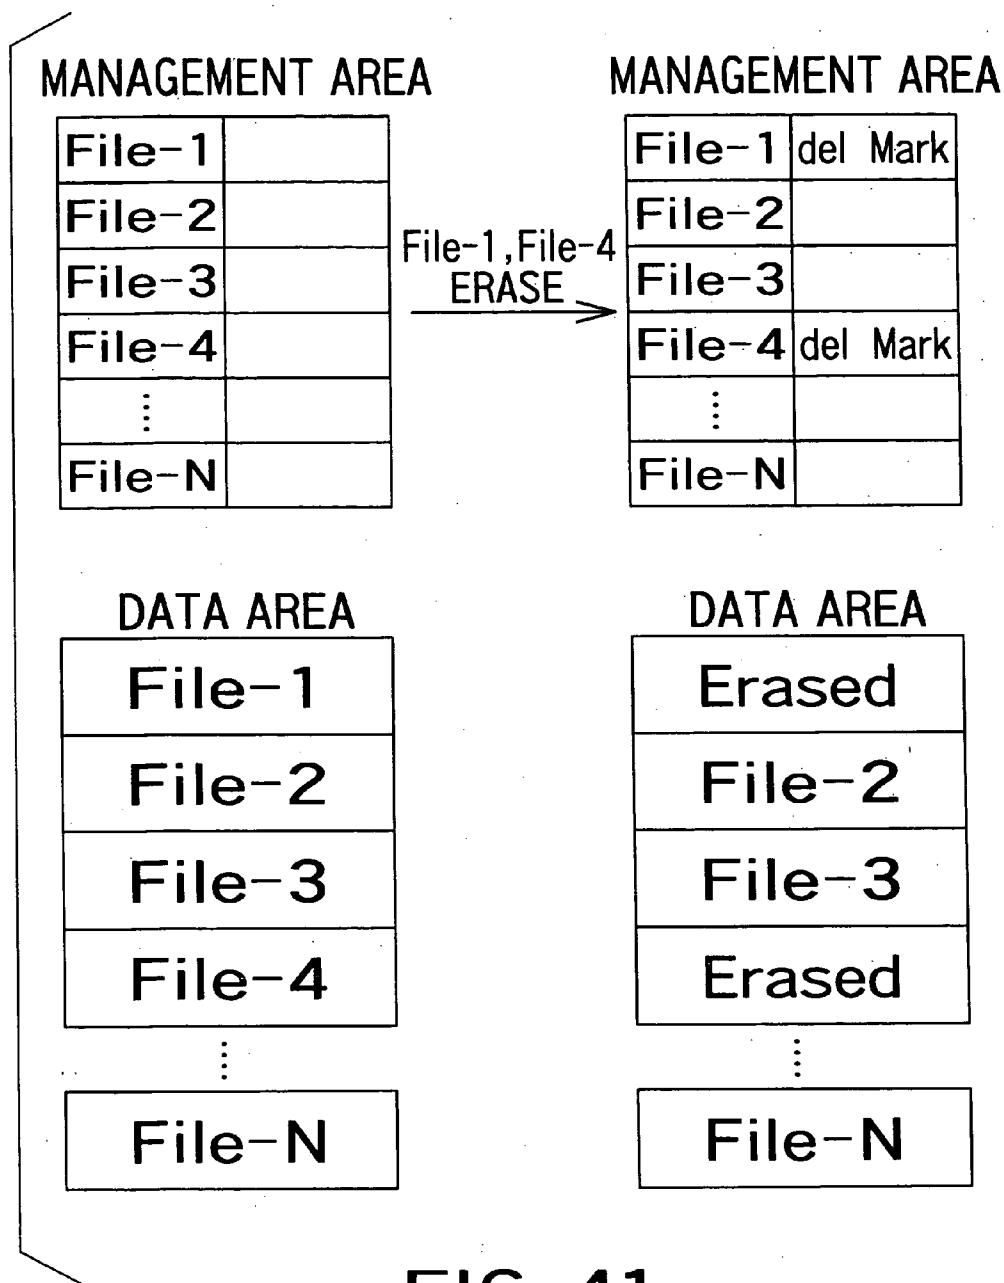 MANAGEMENT AREA
File-1
File-2
File-3
File-4
⋮
File-N
File-1,File-4
ERASE
MANAGEMENT AREA
File-1 del Mark
File-2
File-3
File-4 del Mark
⋮
File-N
DATA AREA
File-1
File-2
File-3
File-4
⋮
File-N
DATA AREA
Erased
File-2
File-3
Erased
⋮
File-N
FIG. 41